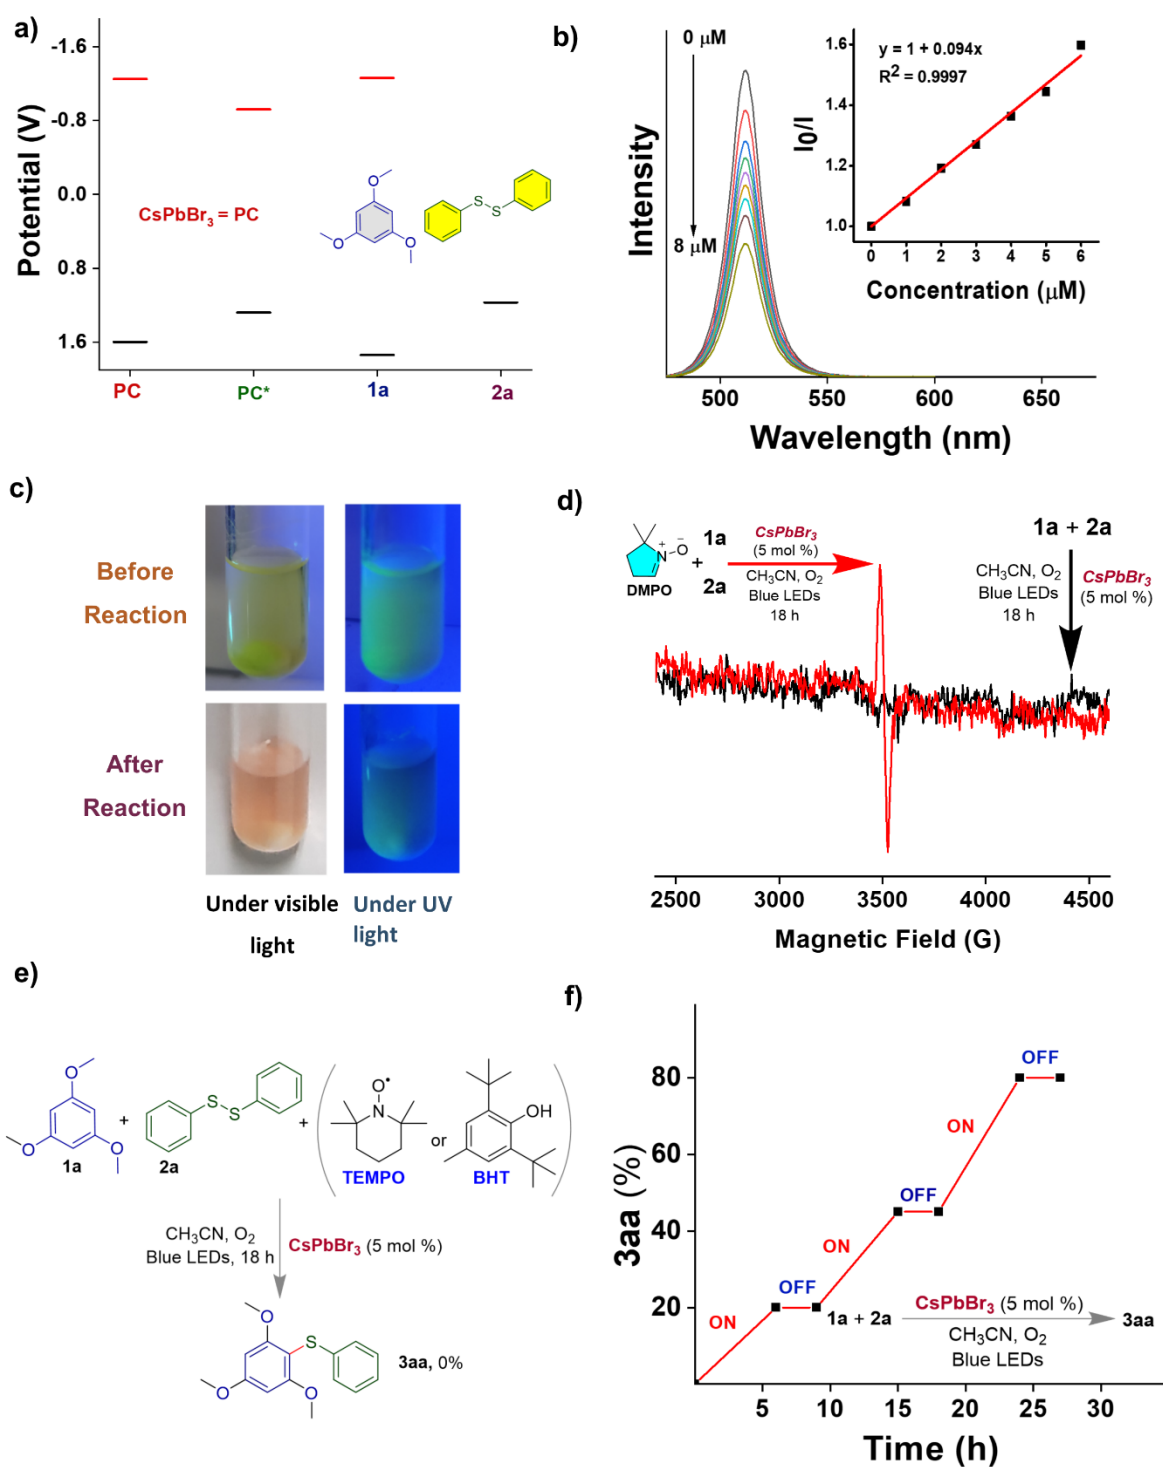 a)
-1.6
-0.8
0.0
0.8
1.6
Potential (V)
CsPbBr3 = PC
O
O
O
S
S
PC
PC*
1a
2a
b)
0 μM
8 μM
Intensity
500
550
600
650
Wavelength (nm)
y = 1 + 0.094x
R2 = 0.9997
I0/I
1.6
1.4
1.2
1.0
0
1
2
3
4
5
6
Concentration (μM)
c)
Before
Reaction
After
Reaction
Under visible
light
Under UV
light
d)
N+
O-
DMPO
+
1a
2a
CsPbBr3
(5 mol %)
CH3CN, O2
Blue LEDs
18 h
1a + 2a
CH3CN, O2
Blue LEDs
18 h
CsPbBr3
(5 mol %)
2500
3000
3500
4000
4500
Magnetic Field (G)
e)
O
O
O
1a
+
S
S
2a
+
O•
N
TEMPO
or
OH
BHT
CH3CN, O2
Blue LEDs, 18 h
CsPbBr3 (5 mol %)
O
S
O
O
3aa, 0%
f)
3aa (%)
80
60
40
20
ON
OFF
ON
OFF
ON
OFF
1a + 2a
CsPbBr3 (5 mol %)
CH3CN, O2
Blue LEDs
3aa
5
10
15
20
25
30
Time (h)